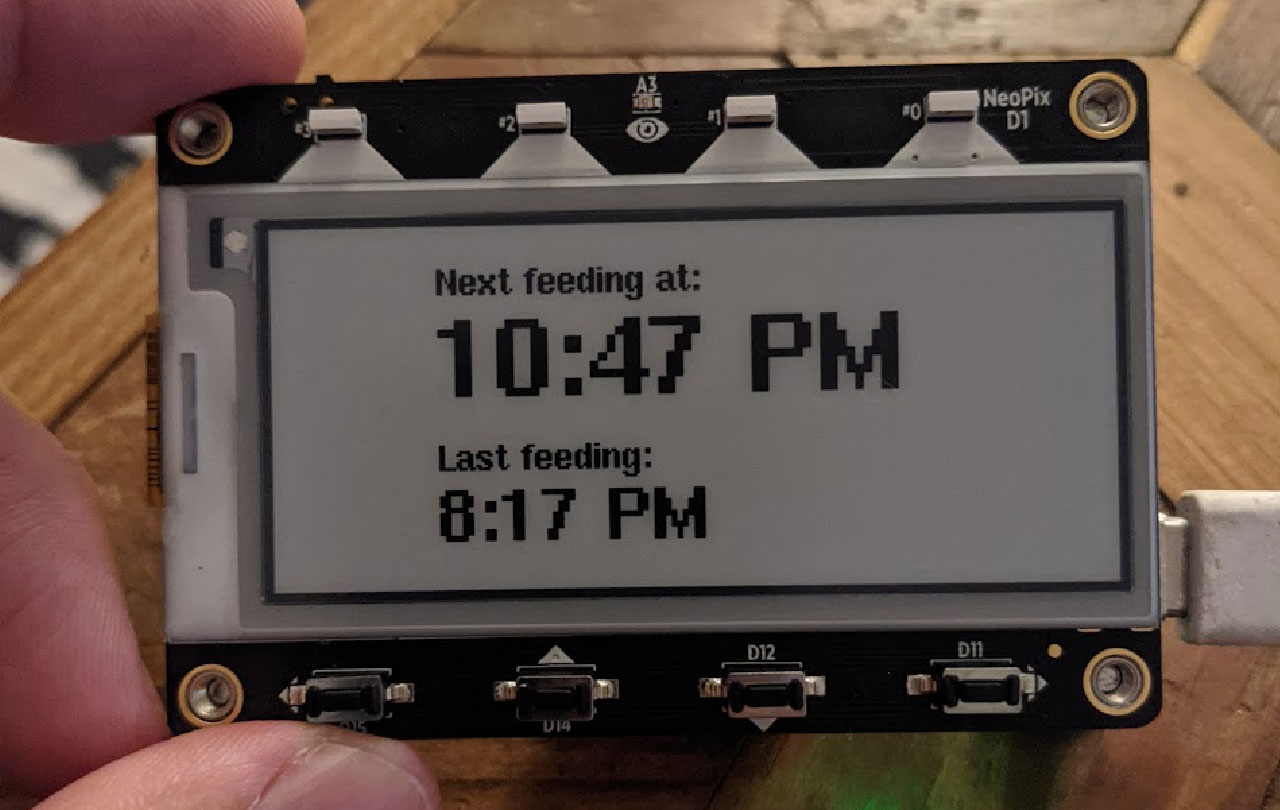 A3
#3
#2
#1
#0
NeoPix
D1
Next feeding at:
10:47 PM
Last feeding:
8:17 PM
D12
D11
D15
D14